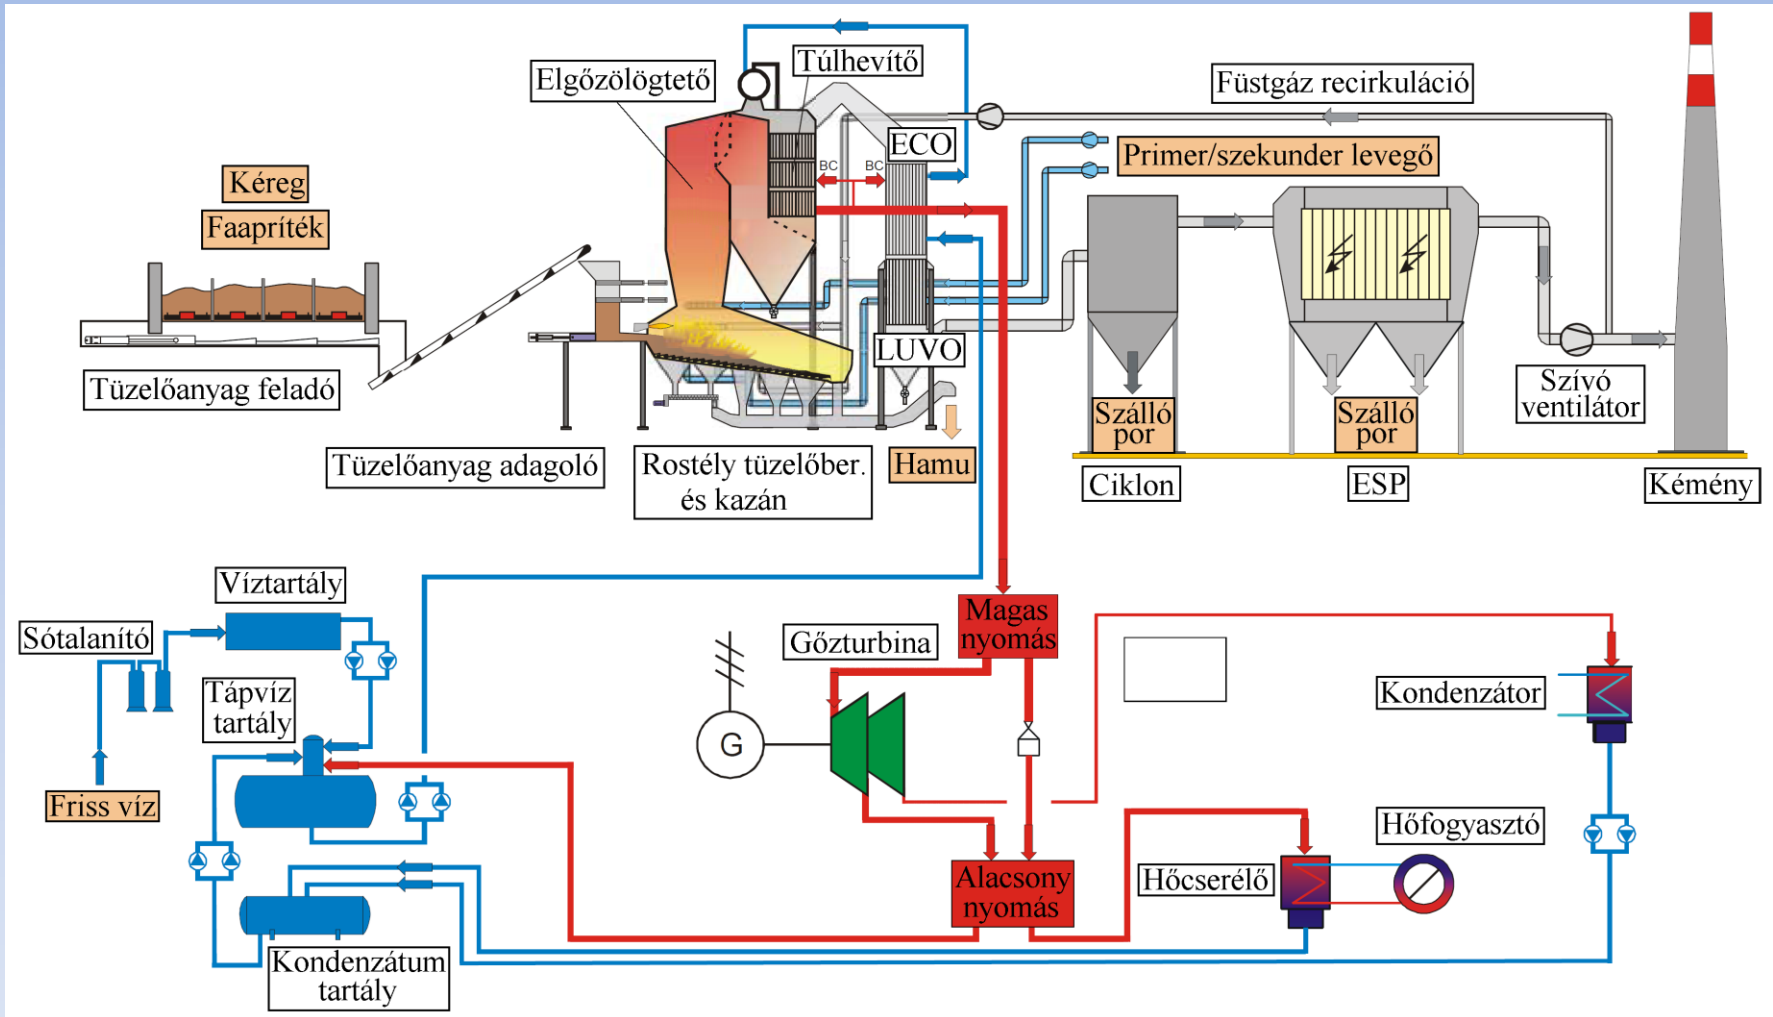 Elgőzölögtető
Túlhevítő
Füstgáz recirkuláció
ECO
Primer/szekunder levegő
BC
BC
Kéreg
Faapríték
LUVO
Tüzelőanyag feladó
Szívó
ventilátor
Szálló
por
Szálló
por
Tüzelőanyag adagoló
Rostély tüzelőber.
és kazán
Hamu
Ciklon
ESP
Kémény
Víztartály
Sótalanító
Tápvíz
tartály
Friss víz
Gőzturbina
Magas
nyomás
G
Kondenzátor
Alacsony
nyomás
Hőcserélő
Hőfogyasztó
Kondenzátum
tartály